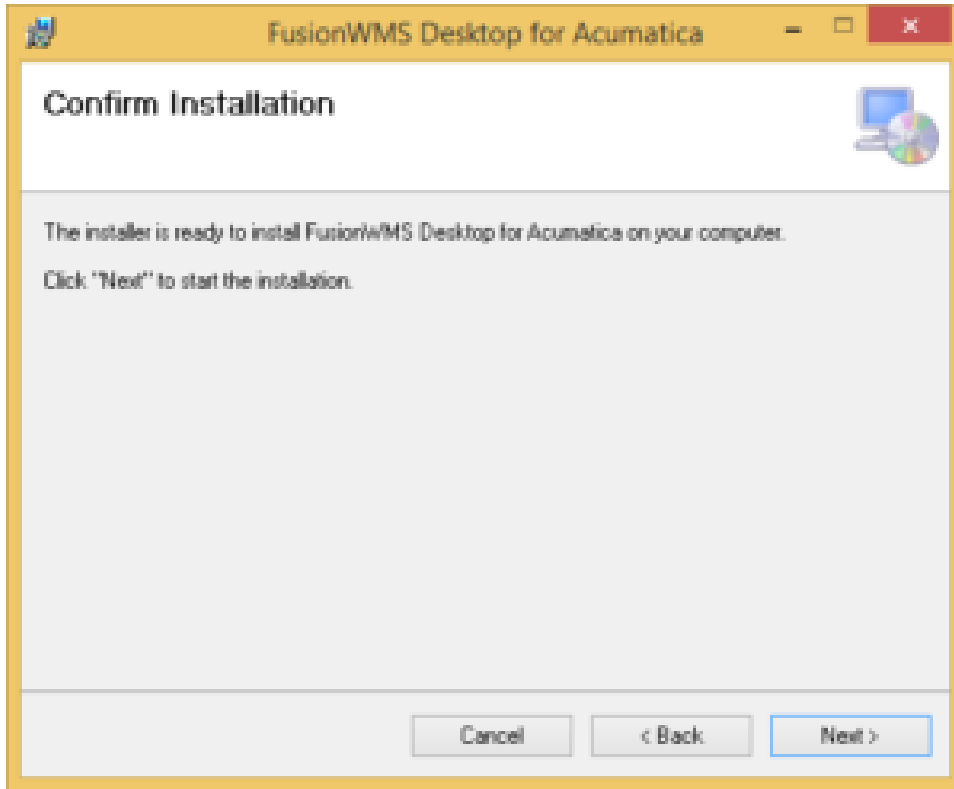 FusionWMS Desktop for Acumatica
Confirm Installation
The installer is ready to install FusionWMS Desktop for Acumatica on your computer.
Click "Next" to start the installation.
Cancel
< Back
Next >